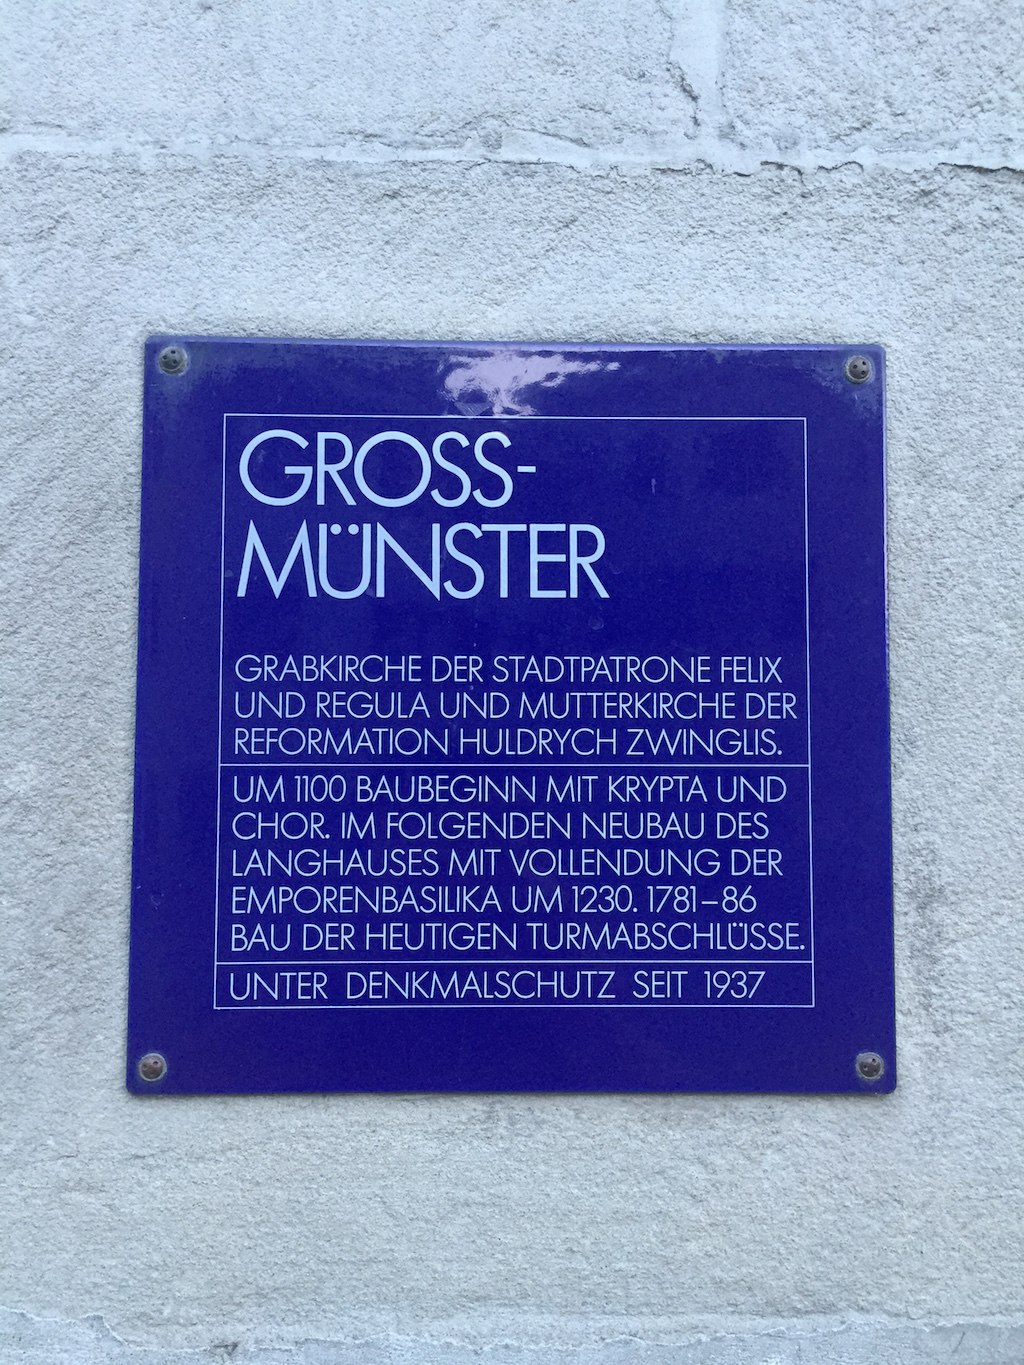 GROSS-
MÜNSTER
GRABKIRCHE DER STADTPATRONE FELIX
UND REGULA UND MUTTERKIRCHE DER
REFORMATION HULDRYCH ZWINGLIS.
UM 1100 BAUBEGINN MIT KRYPTA UND
CHOR. IM FOLGENDEN NEUBAU DES
LANGHAUSES MIT VOLLENDUNG DER
EMPORENBASILIKA UM 1230. 1781–86
BAU DER HEUTIGEN TURMABSCHLÜSSE.
UNTER DENKMALSCHUTZ SEIT 1937